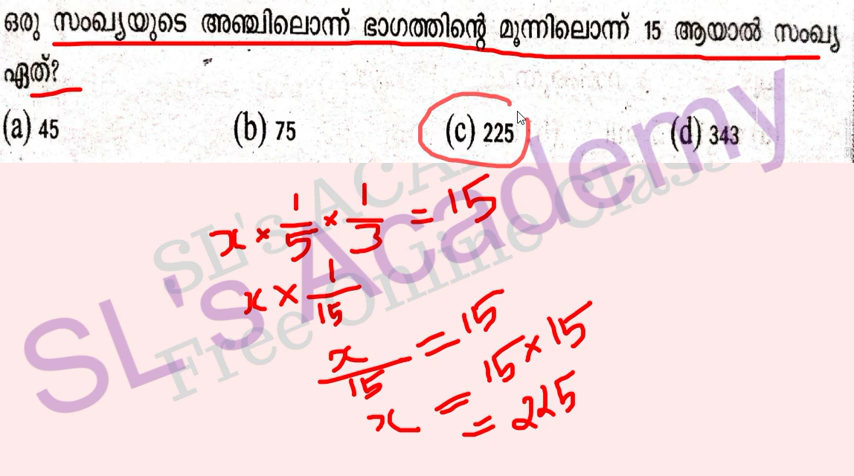 ഒരു സംഖ്യയുടെ അഞ്ചിലൊന്ന് ഭാഗത്തിന്റെ മൂന്നിലൊന്ന് 15 ആയാൽ സംഖ്യ
ഏത്?
(a) 45 (b) 75 (c) 225 (d) 343
x × 1/5 × 1/3 = 15
x × 1/15
x/15 = 15
x = 15 × 15
= 225
SL's Academy
SL's ACADEMY
Free Online Class